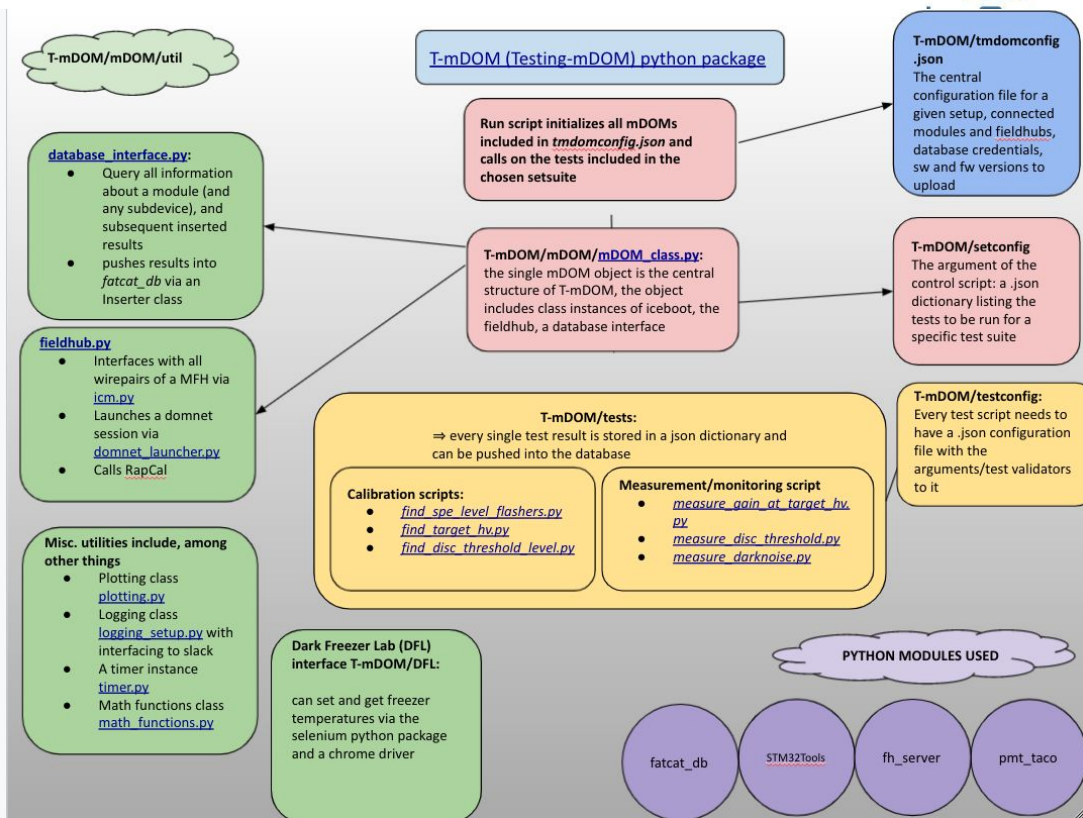 T-mDOM/mDOM/util
T-mDOM (Testing-mDOM) python package
T-mDOM/tmdomconfig
.json
The central
configuration file for a
given setup, connected
modules and fieldhubs,
database credentials,
sw and fw versions to
upload
Run script initializes all mDOMs
included in tmdomconfig.json and
calls on the tests included in the
chosen setsuite
database_interface.py:
● Query all information
about a module (and
any subdevice), and
subsequent inserted
results
● pushes results into
fatcat_db via an
Inserter class
T-mDOM/mDOM/mDOM_class.py:
the single mDOM object is the central
structure of T-mDOM, the object
includes class instances of iceboot, the
fieldhub, a database interface
T-mDOM/setconfig
The argument of the
control script: a .json
dictionary listing the
tests to be run for a
specific test suite
fieldhub.py
● Interfaces with all
wirepairs of a MFH via
icm.py
● Launches a domnet
session via
domnet_launcher.py
● Calls RapCal
T-mDOM/tests:
⇒ every single test result is stored in a json dictionary and
can be pushed into the database
Calibration scripts:
● find_spe_level_flashers.py
● find_target_hv.py
● find_disc_threshold_level.py
Measurement/monitoring script
● measure_gain_at_target_hv.
py
● measure_disc_threshold.py
● measure_darknoise.py
T-mDOM/testconfig:
Every test script needs to
have a .json configuration
file with the
arguments/test validators
to it
Misc. utilities include, among
other things
● Plotting class
plotting.py
● Logging class
logging_setup.py with
interfacing to slack
● A timer instance
timer.py
● Math functions class
math_functions.py
Dark Freezer Lab (DFL)
interface T-mDOM/DFL:
can set and get freezer
temperatures via the
selenium python package
and a chrome driver
PYTHON MODULES USED
fatcat_db
STM32Tools
fh_server
pmt_taco